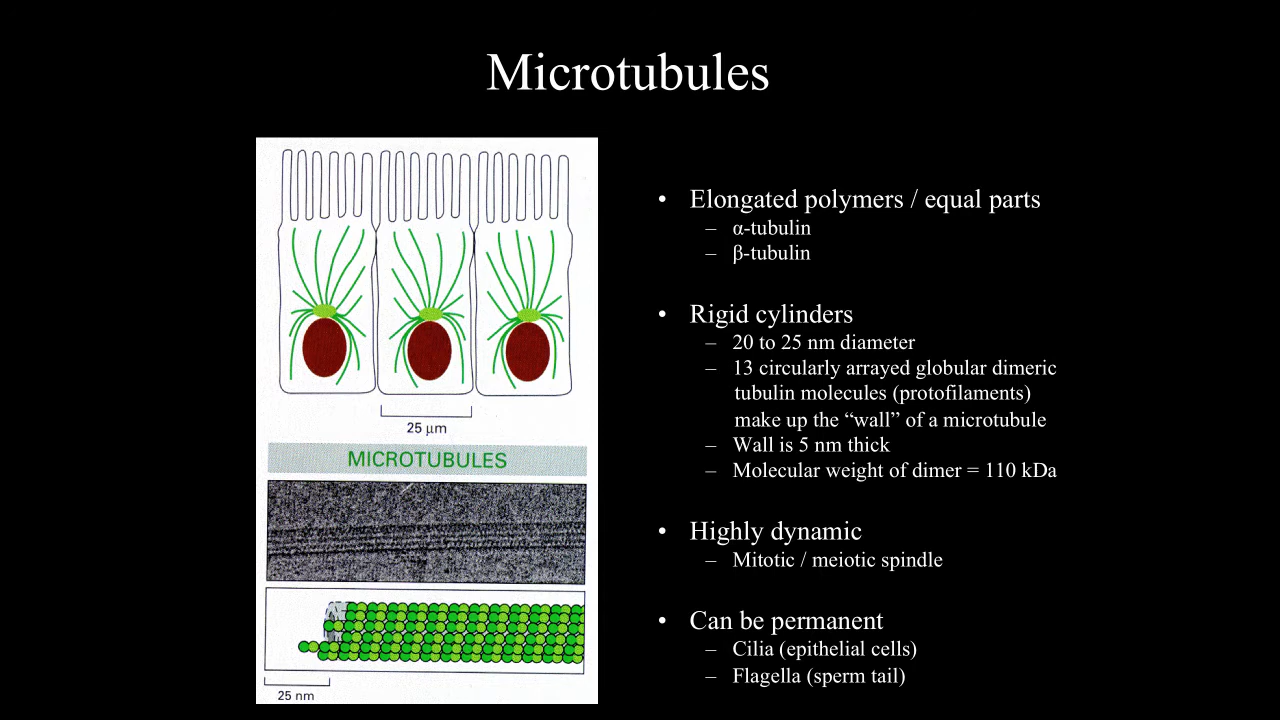 Microtubules
25 μm
MICROTUBULES
25 nm
• Elongated polymers / equal parts
– α-tubulin
– β-tubulin
• Rigid cylinders
– 20 to 25 nm diameter
– 13 circularly arrayed globular dimeric
tubulin molecules (protofilaments)
make up the “wall” of a microtubule
– Wall is 5 nm thick
– Molecular weight of dimer = 110 kDa
• Highly dynamic
– Mitotic / meiotic spindle
• Can be permanent
– Cilia (epithelial cells)
– Flagella (sperm tail)